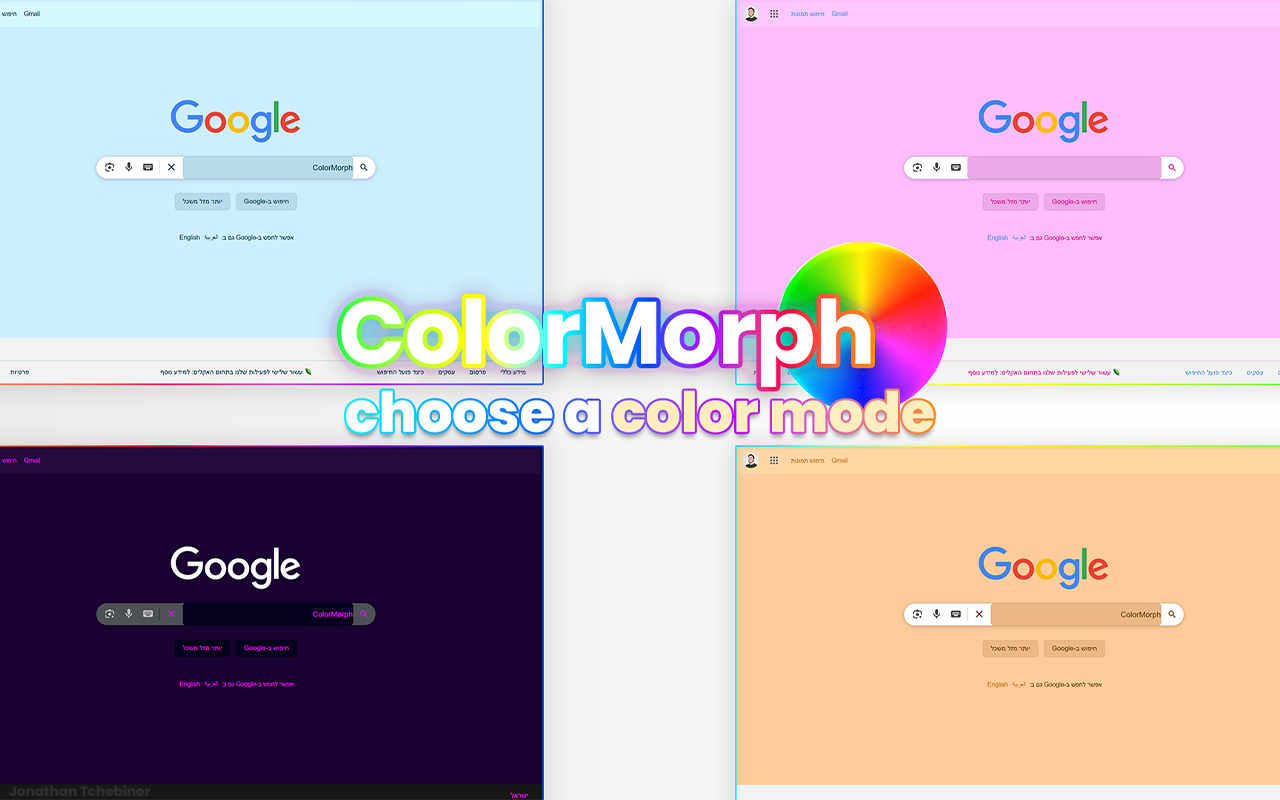 חיפוש Gmail
Google
ColorMorph
יותר מזל משכל חיפוש ב-Google
אפשר לחפש ב-Google גם ב: العربية English
פרטיות עשור שלישי לפעילות שלנו בתחום האקלים: למידע נוסף כיצד פועל החיפוש עסקים פרסום מידע כללי
חיפוש תמונות Gmail
Google
יותר מזל משכל חיפוש ב-Google
אפשר לחפש ב-Google גם ב: العربية English
עשור שלישי לפעילות שלנו בתחום האקלים: למידע נוסף כיצד פועל החיפוש עסקים
ColorMorph
choose a color mode
חיפוש Gmail
Google
ColorMorph
יותר מזל משכל חיפוש ב-Google
אפשר לחפש ב-Google גם ב: العربية English
Jonathan Tchebiner
ישראל
חיפוש תמונות Gmail
Google
ColorMorph
יותר מזל משכל חיפוש ב-Google
אפשר לחפש ב-Google גם ב: العربية English